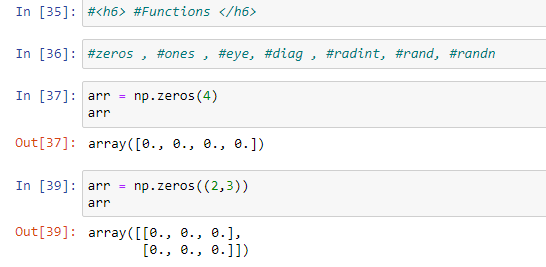 In [35]: #<h6> #Functions </h6>
In [36]: #zeros , #ones , #eye, #diag , #radint, #rand, #randn
In [37]: arr = np.zeros(4)
arr
Out[37]: array([0., 0., 0., 0.])
In [39]: arr = np.zeros((2,3))
arr
Out[39]: array([[0., 0., 0.],
[0., 0., 0.]])